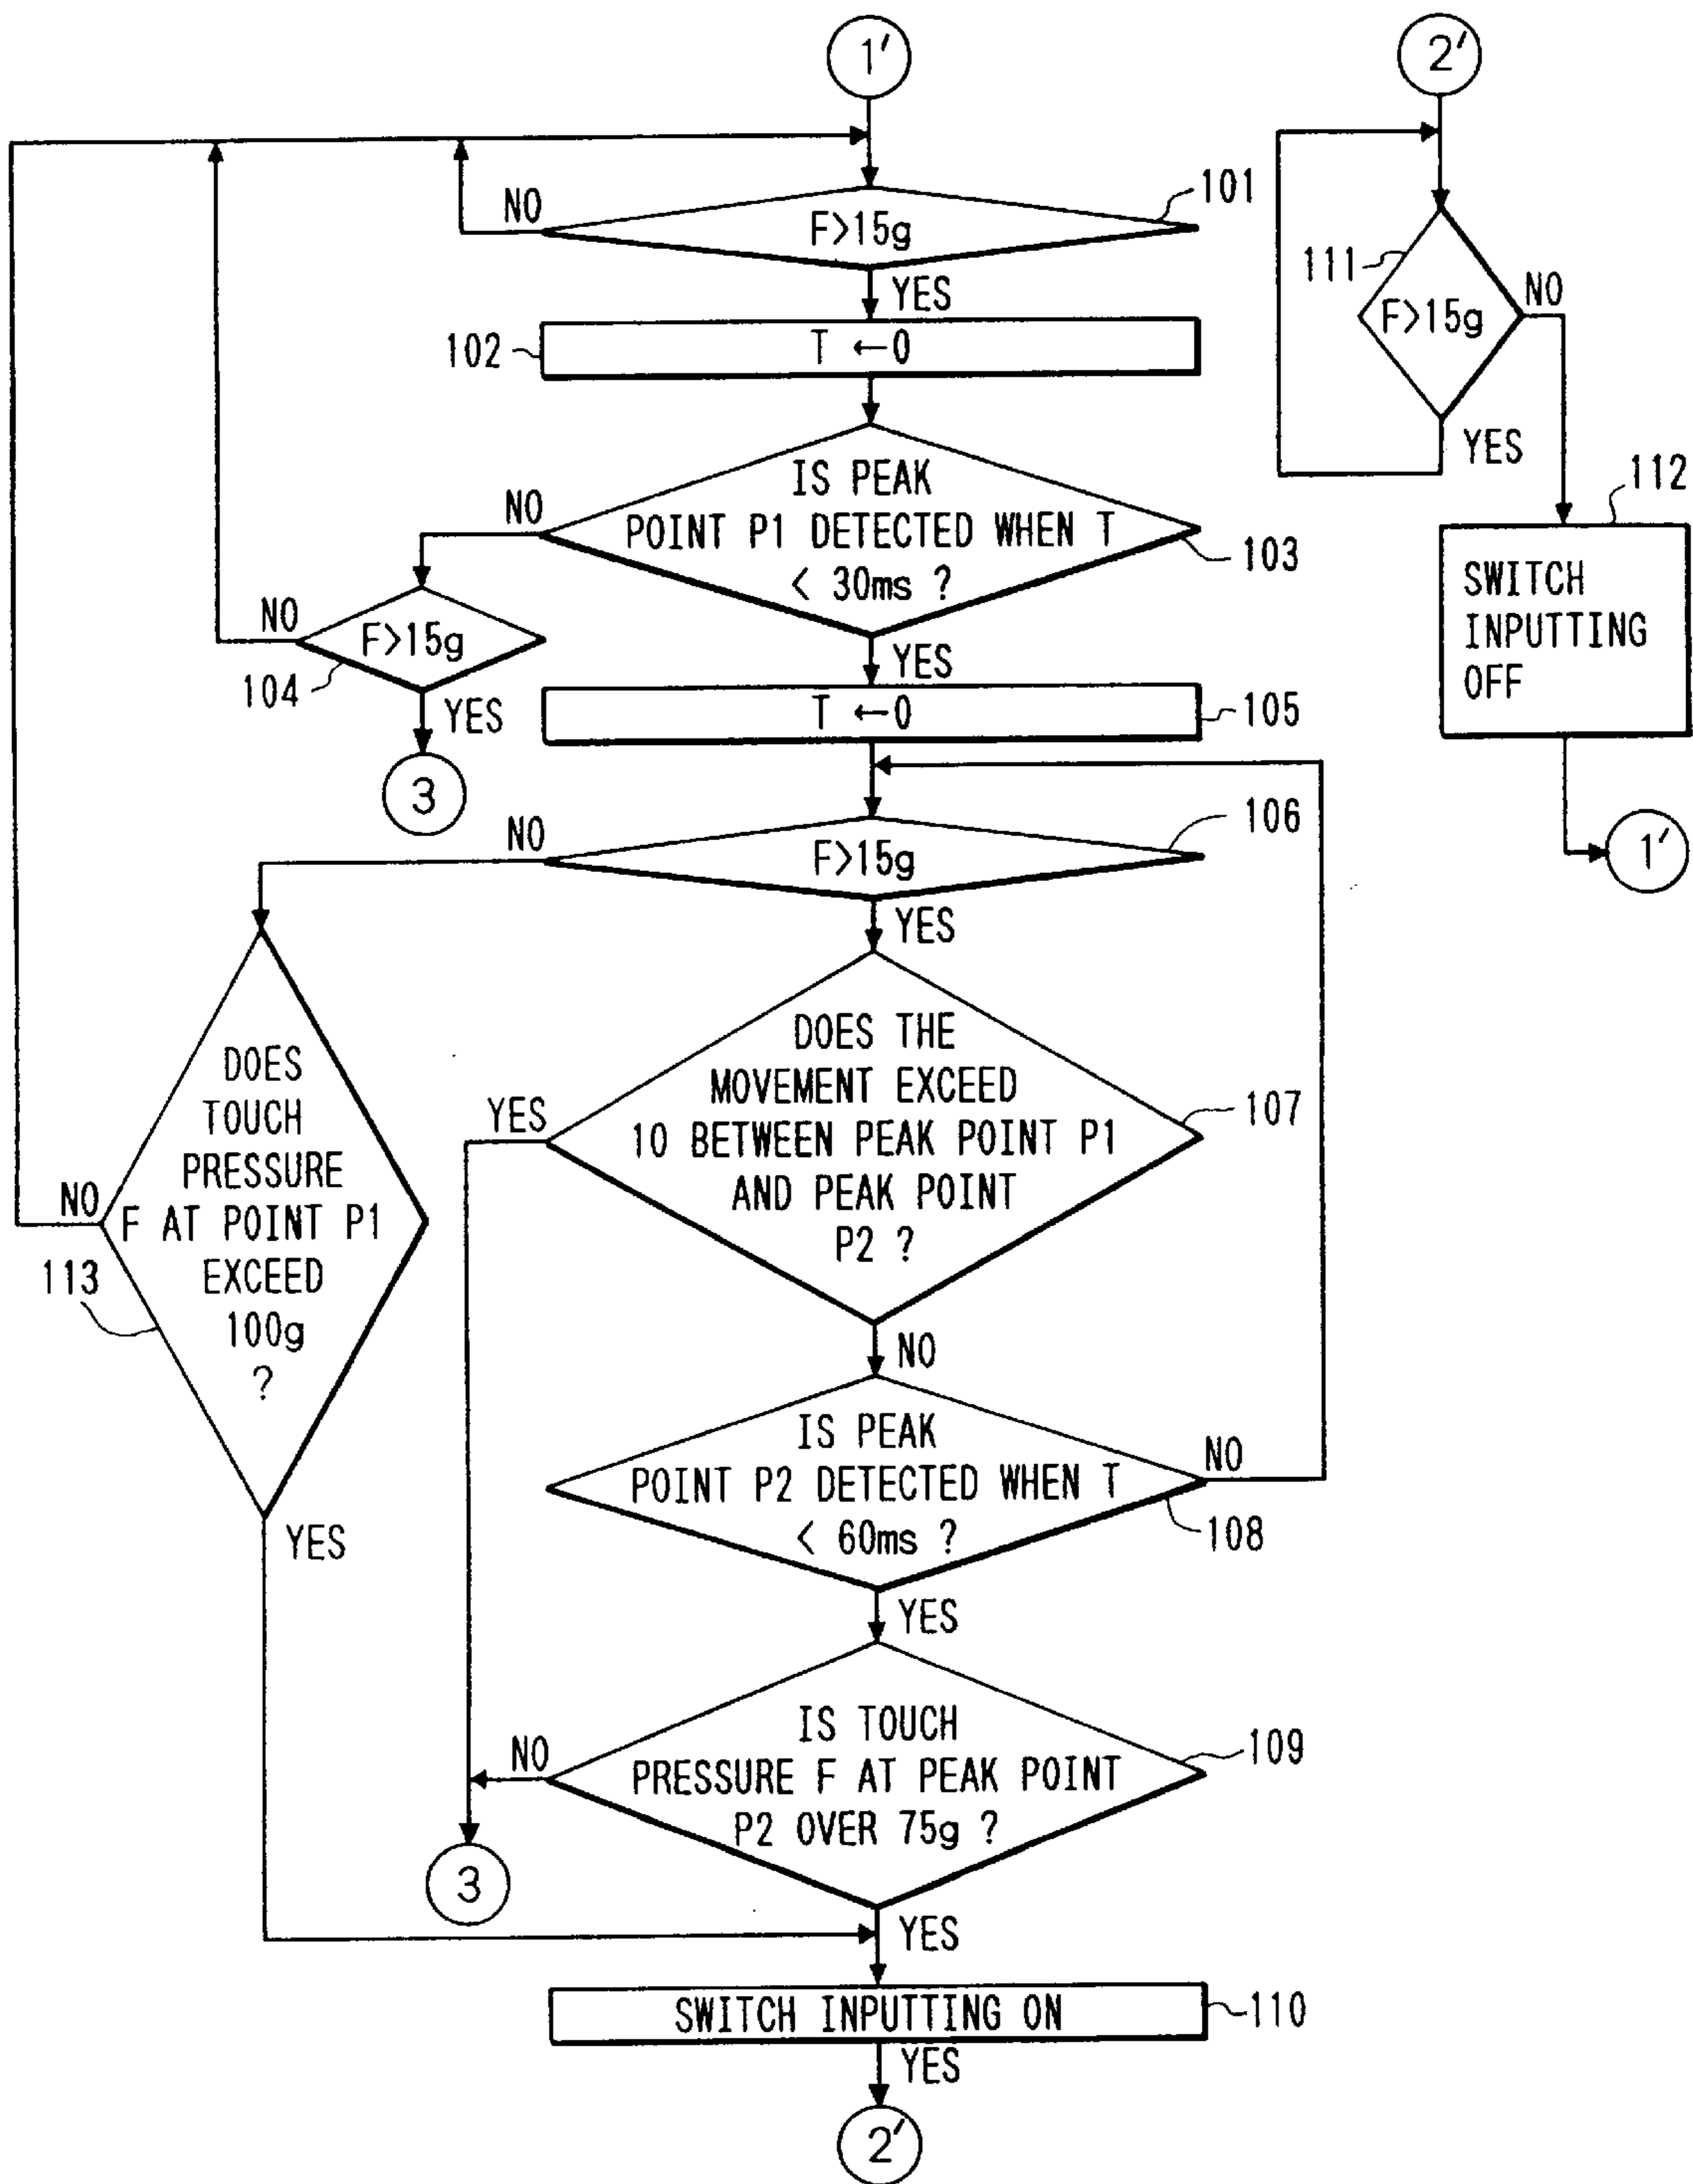 1′
2′
101
NO
F>15g
YES
111
F>15g
NO
YES
102
T ←0
IS PEAK
POINT P1 DETECTED WHEN T
< 30ms ?
NO
103
YES
112
SWITCH
INPUTTING
OFF
NO
F>15g
104
YES
3
T ←0
105
1′
NO
F>15g
106
YES
DOES
TOUCH
PRESSURE
F AT POINT P1
EXCEED
100g
?
NO
113
YES
DOES THE
MOVEMENT EXCEED
10 BETWEEN PEAK POINT P1
AND PEAK POINT
P2 ?
YES
107
NO
IS PEAK
POINT P2 DETECTED WHEN T
< 60ms ?
NO
108
YES
IS TOUCH
PRESSURE F AT PEAK POINT
P2 OVER 75g ?
NO
109
3
YES
SWITCH INPUTTING ON
110
YES
2′